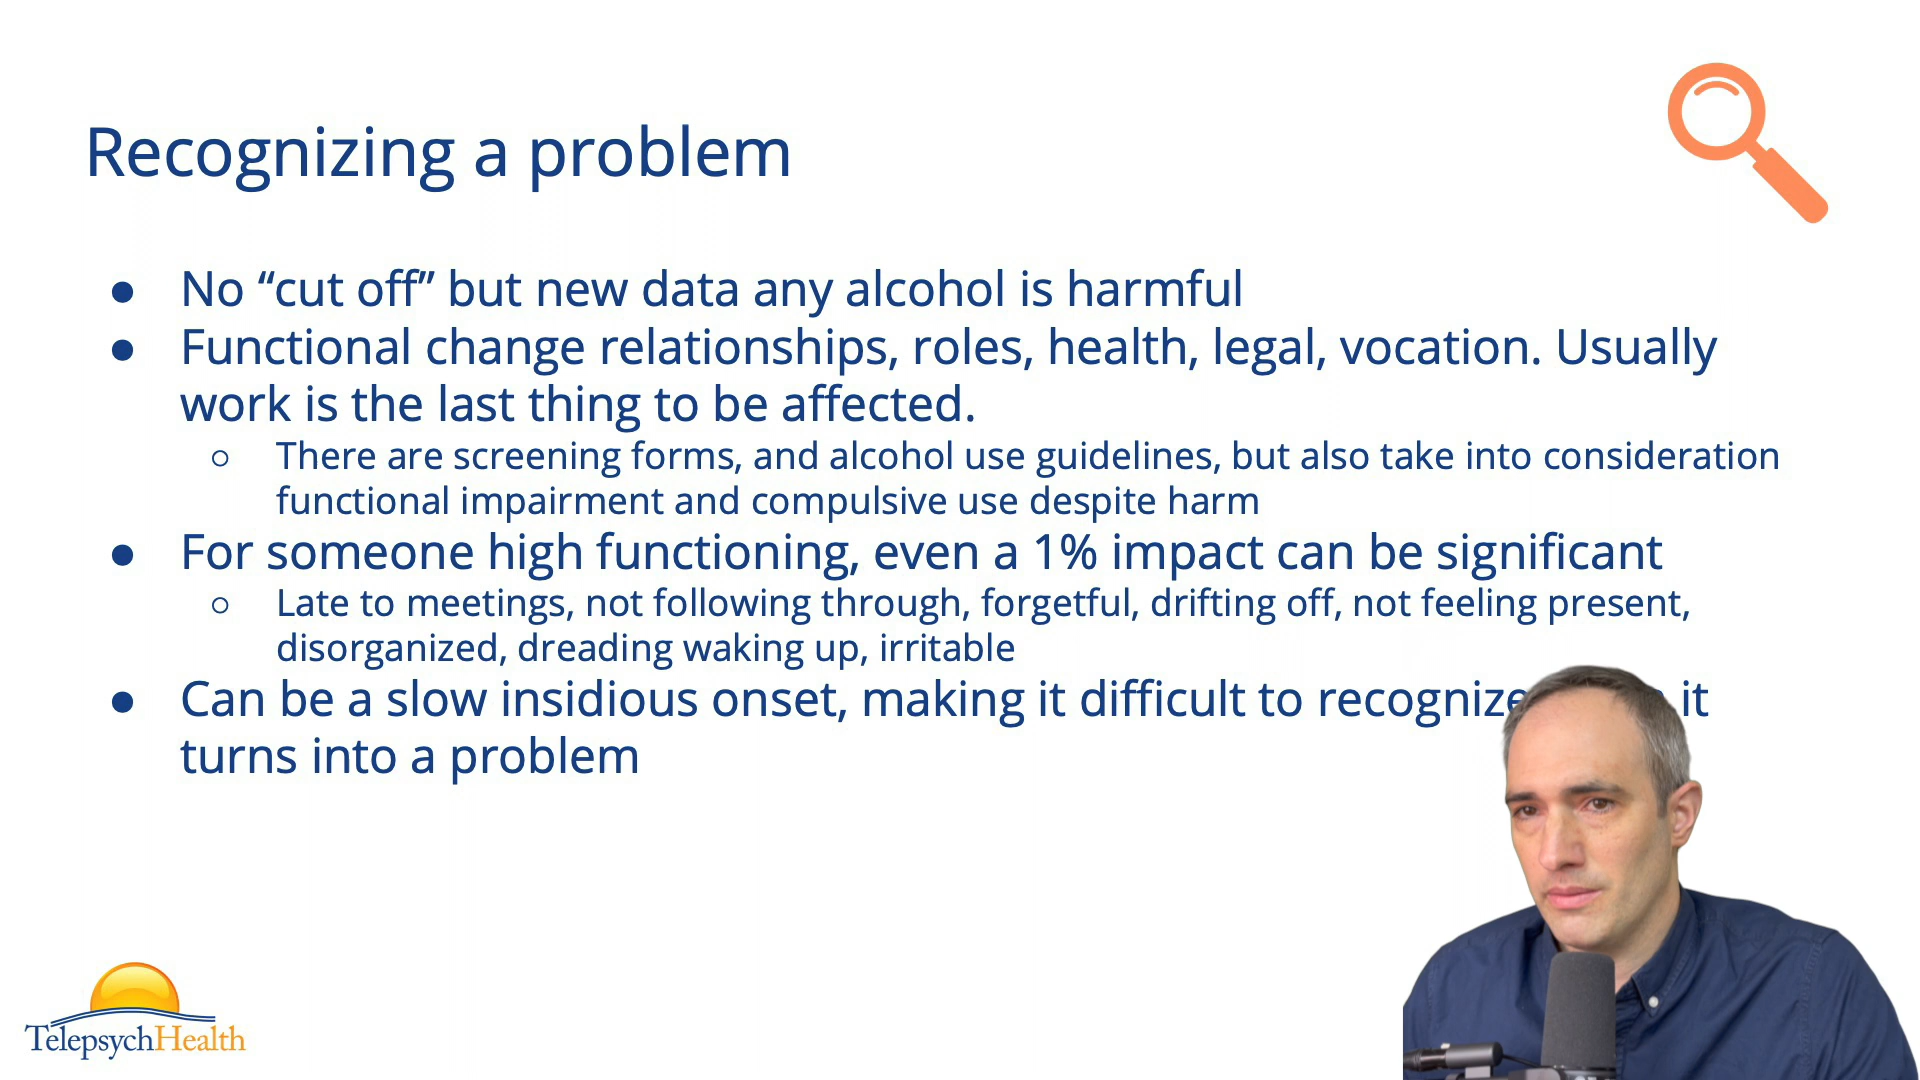 Recognizing a problem
● No “cut off” but new data any alcohol is harmful
● Functional change relationships, roles, health, legal, vocation. Usually
work is the last thing to be affected.
○ There are screening forms, and alcohol use guidelines, but also take into consideration
functional impairment and compulsive use despite harm
● For someone high functioning, even a 1% impact can be significant
○ Late to meetings, not following through, forgetful, drifting off, not feeling present,
disorganized, dreading waking up, irritable
● Can be a slow insidious onset, making it difficult to recognize it
turns into a problem
TelepsychHealth